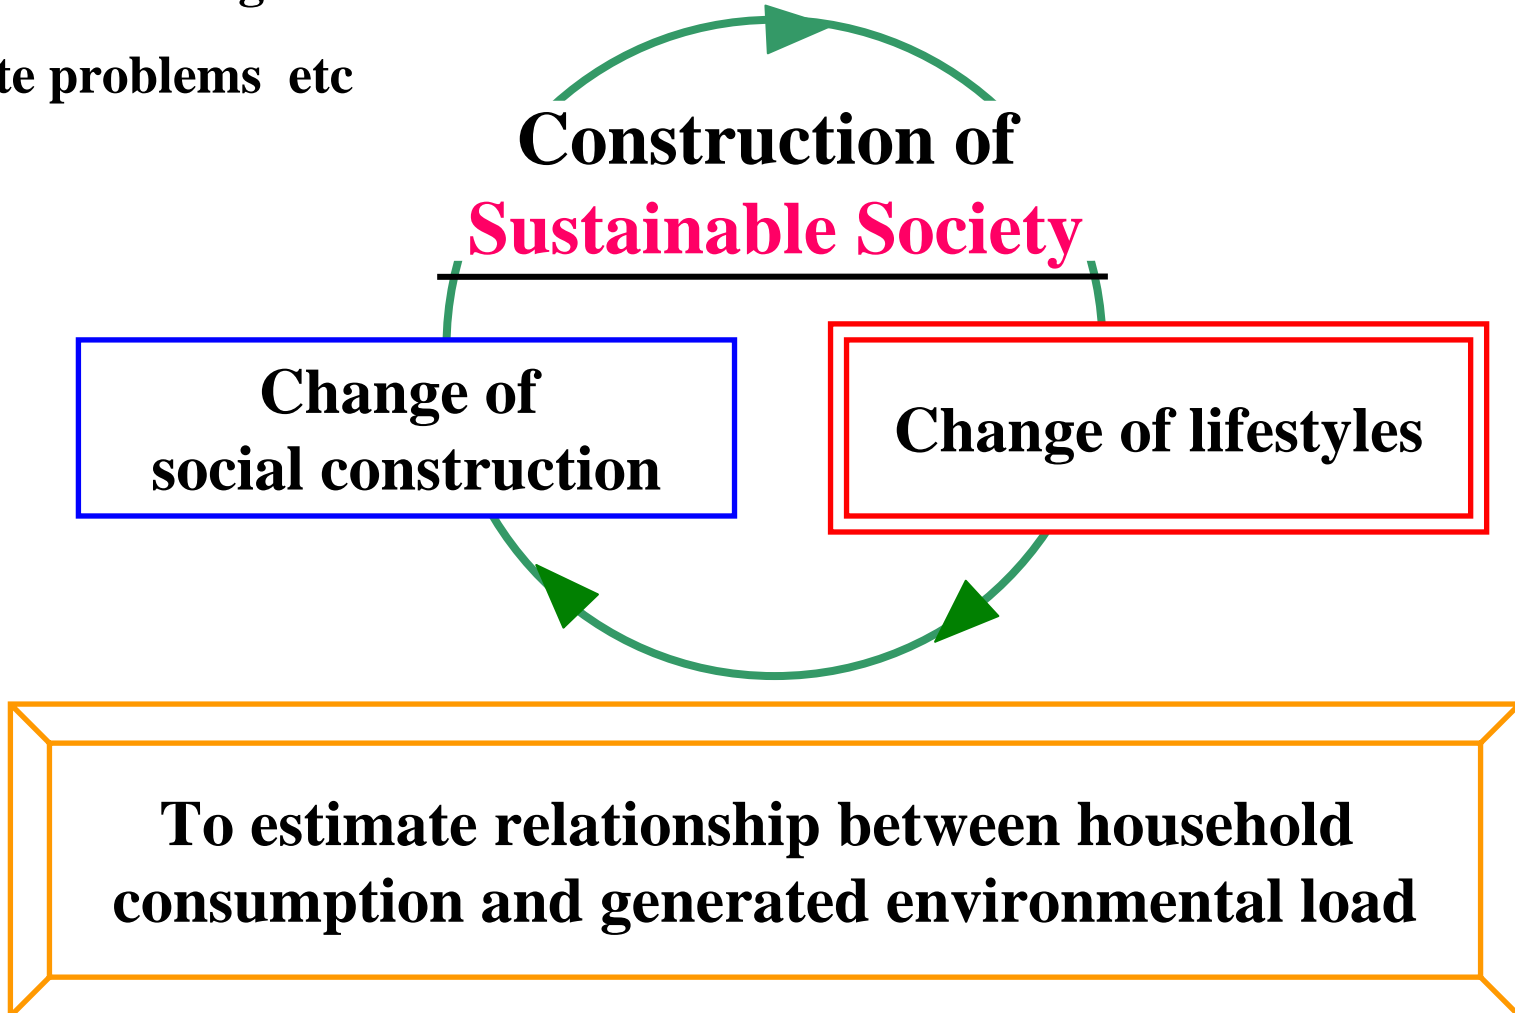 problems etc
Construction of
Sustainable Society
Change of
social construction
Change of lifestyles
To estimate relationship between household
consumption and generated environmental load